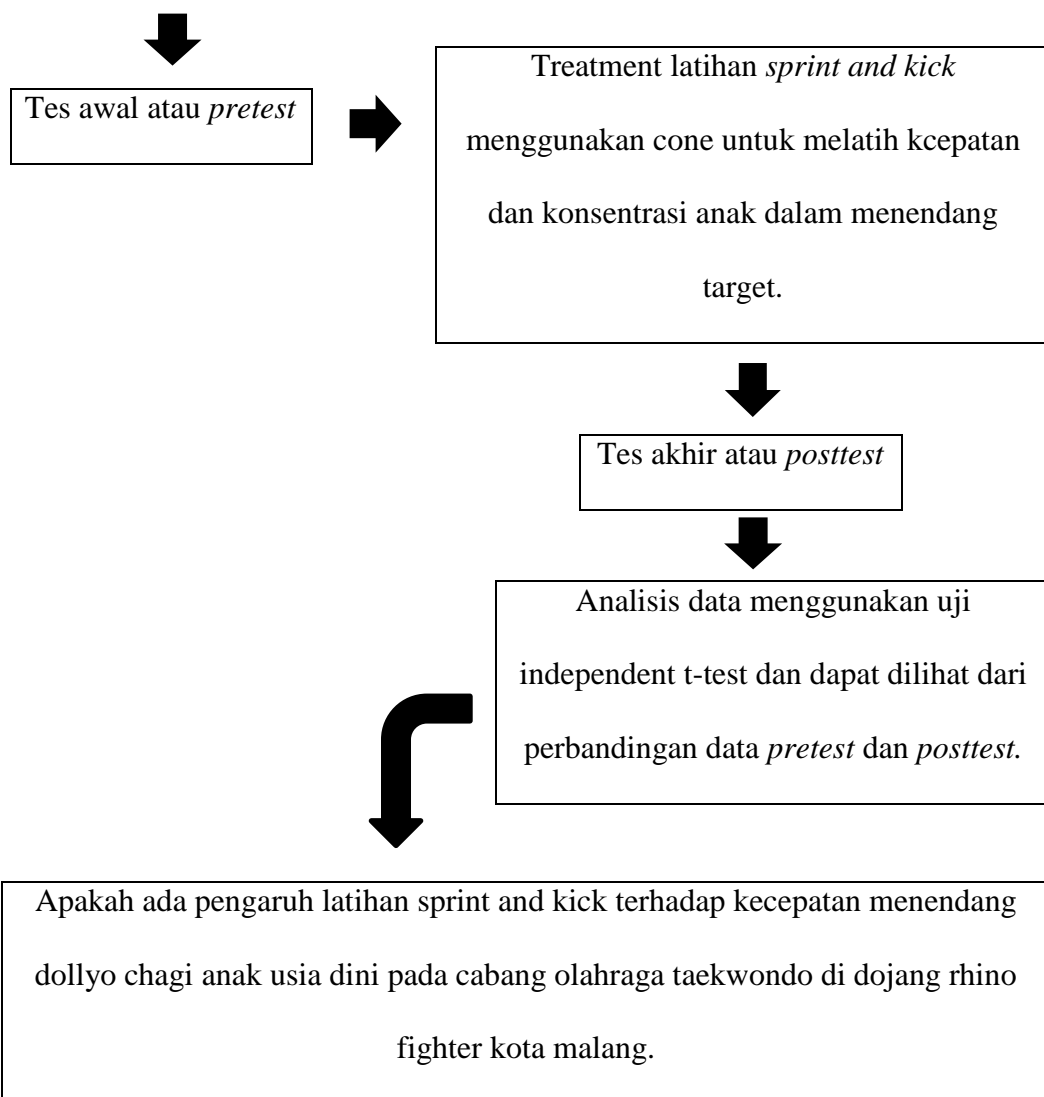 Tes awal atau pretest
Treatment latihan sprint and kick
menggunakan cone untuk melatih kcepatan
dan konsentrasi anak dalam menendang
target.
Tes akhir atau posttest
Analisis data menggunakan uji
independent t-test dan dapat dilihat dari
perbandingan data pretest dan posttest.
Apakah ada pengaruh latihan sprint and kick terhadap kecepatan menendang
dollyo chagi anak usia dini pada cabang olahraga taekwondo di dojang rhino
fighter kota malang.